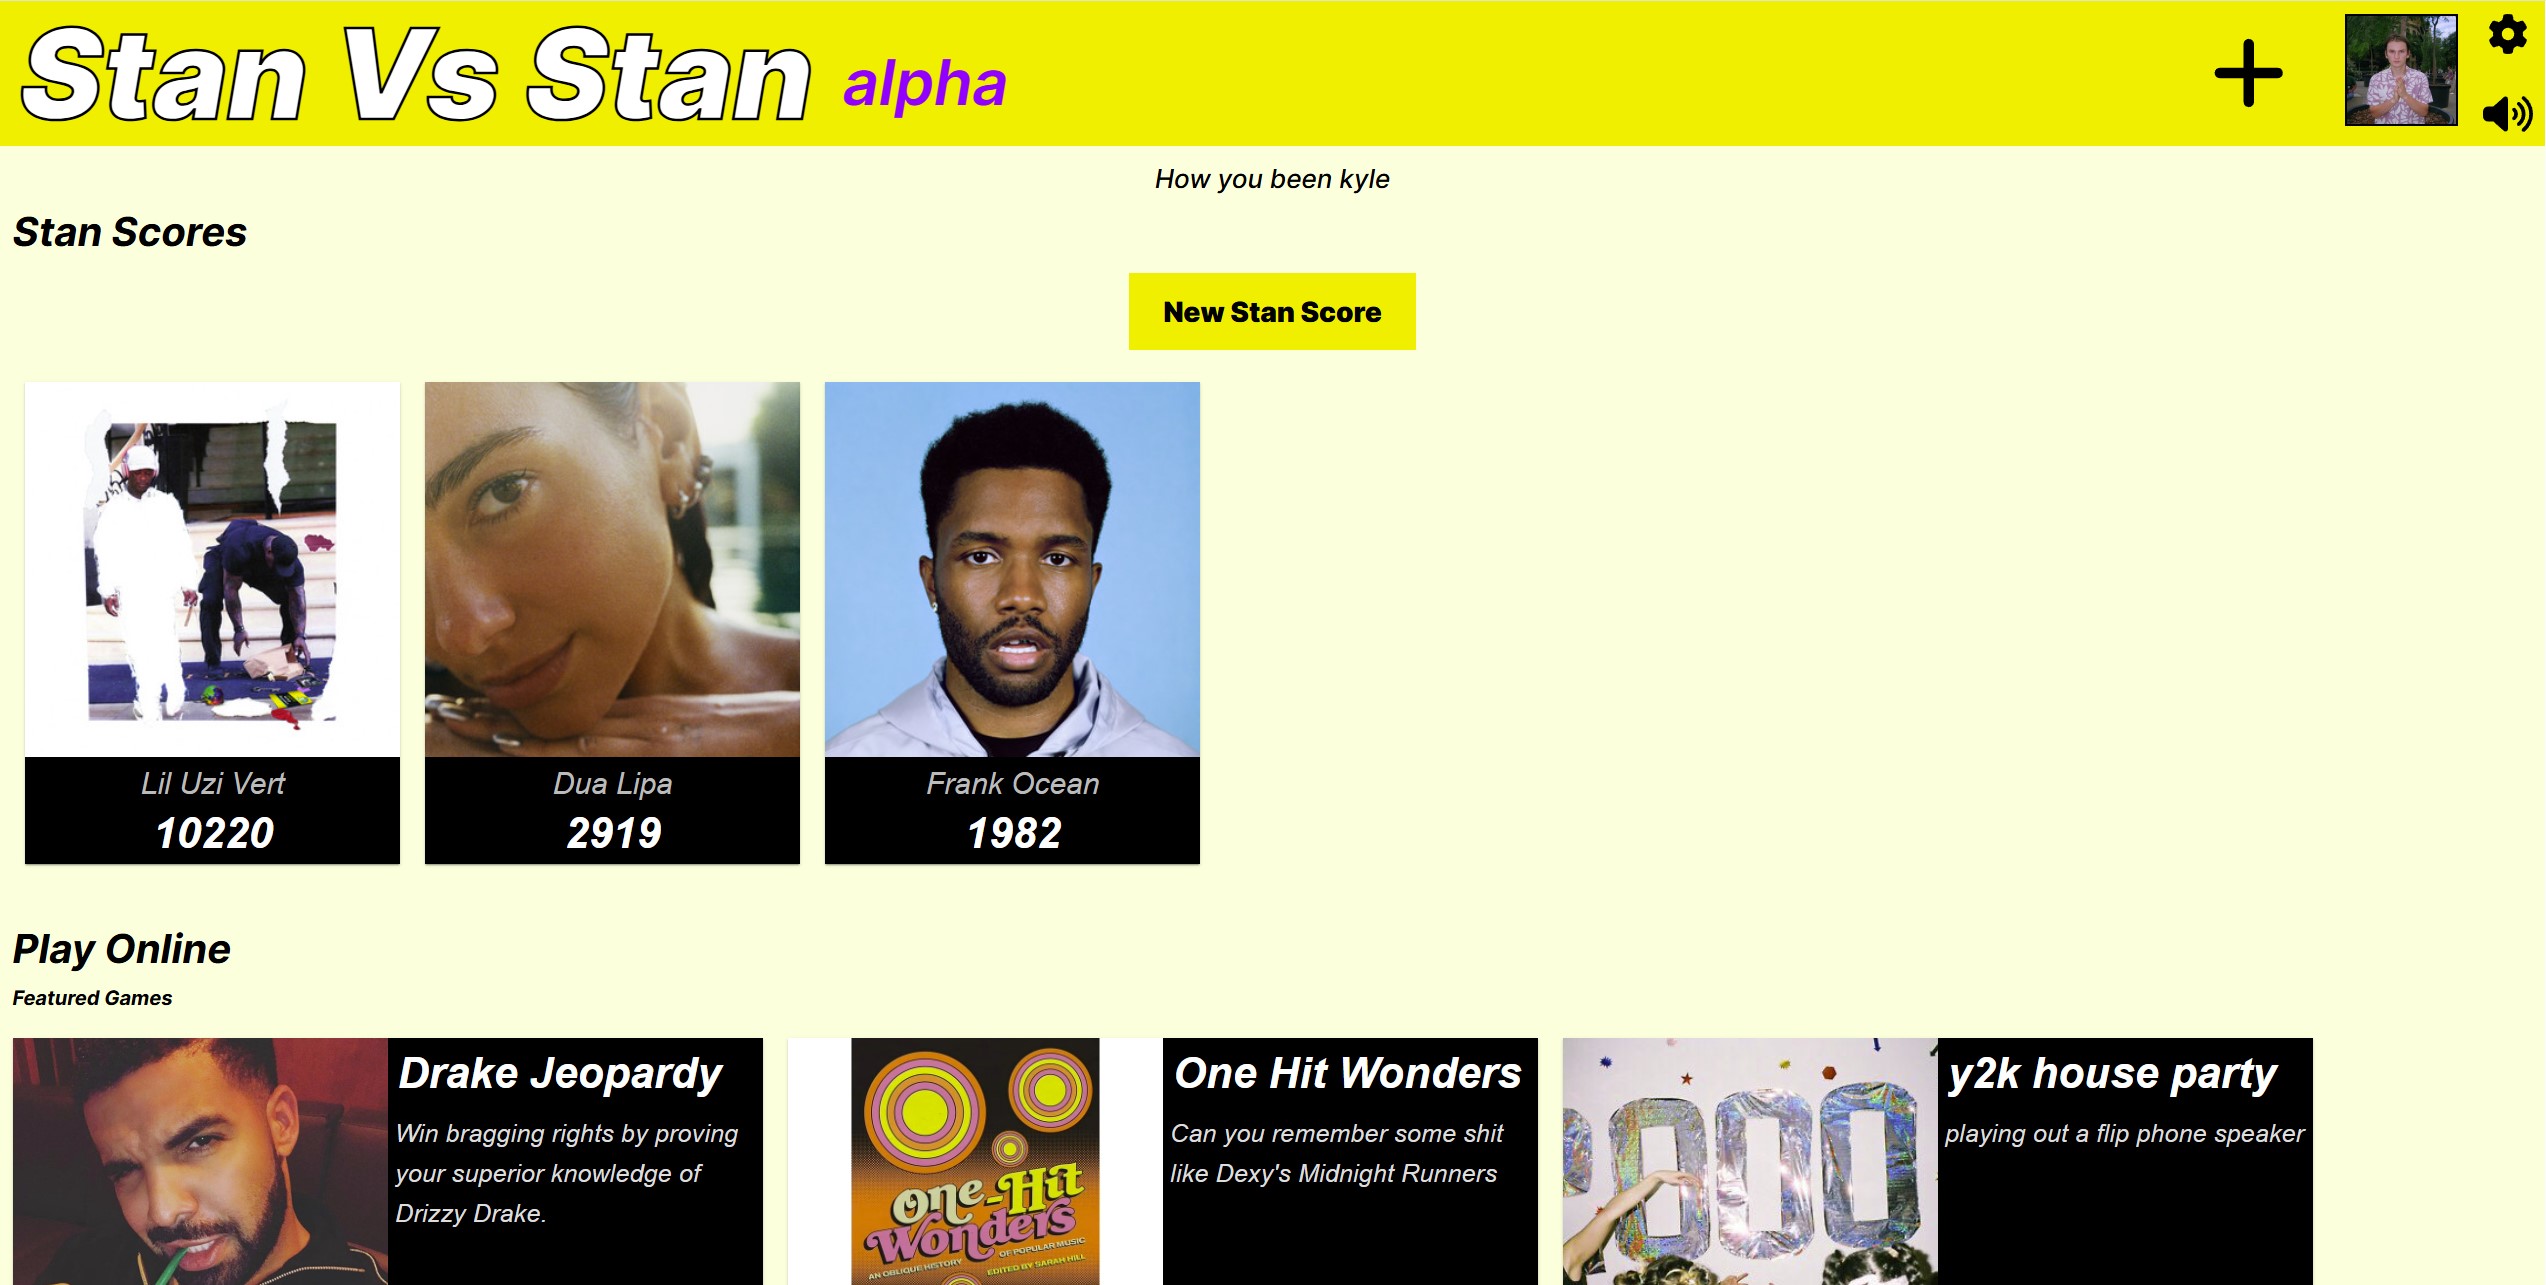 Stan Vs Stan alpha
How you been kyle
Stan Scores
New Stan Score
Lil Uzi Vert
10220
Dua Lipa
2919
Frank Ocean
1982
Play Online
Featured Games
Drake Jeopardy
Win bragging rights by proving
your superior knowledge of
Drizzy Drake.
one-Hit
Wonders
OF POPULAR MUSIC
AN OBLIQUE HISTORY
EDITED BY SARAH HILL
One Hit Wonders
Can you remember some shit
like Dexy's Midnight Runners
000
y2k house party
playing out a flip phone speaker